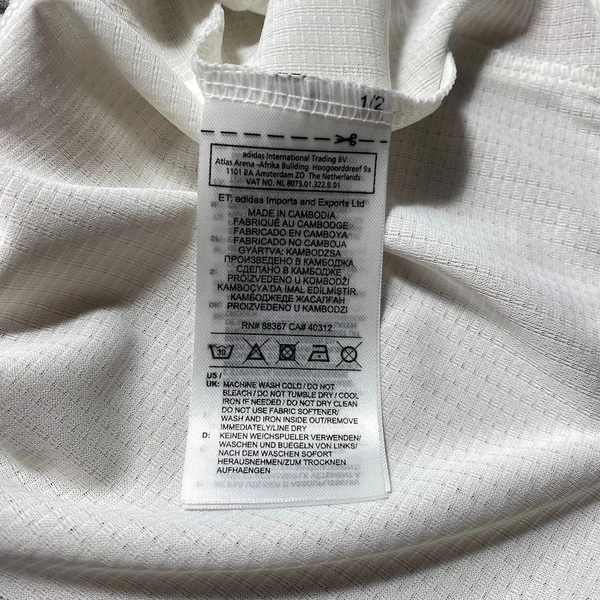 1/2
adidas International Trading BV
Atlas Arena -Afrika Building Hoogoorddreef 9a
1101 BA Amsterdam ZO The Netherlands
VAT NO. NL 8073.01.322.B.01
ET: adidas Imports and Exports Ltd
MADE IN CAMBODIA
FABRIQUÉ AU CAMBODGE
FABRICADO EN CAMBOYA
FABRICADO NO CAMBOJA
GYÁRTVA: KAMBODZSA
ПРОИЗВЕДЕНО В КАМБОДЖА
СДЕЛАНО В КАМБОДЖЕ
PROIZVEDENO U KOMBODŽI
KAMBOÇYA'DA IMAL EDİLMİŞTİR
КАМБОДЖЕДЕ ЖАСАЛҒАН
PROIZVEDENO U KAMBODZI
RN# 88387 CA# 40312
30
US /
UK: MACHINE WASH COLD / DO NOT
BLEACH / DO NOT TUMBLE DRY / COOL
IRON IF NEEDED / DO NOT DRY CLEAN
DO NOT USE FABRIC SOFTENER/
WASH AND IRON INSIDE OUT/REMOVE
IMMEDIATELY/LINE DRY
D: KEINEN WEICHSPUELER VERWENDEN/
WASCHEN UND BUEGELN VON LINKS/
NACH DEM WASCHEN SOFORT
HERAUSNEHMEN/ZUM TROCKNEN
AUFHAENGEN